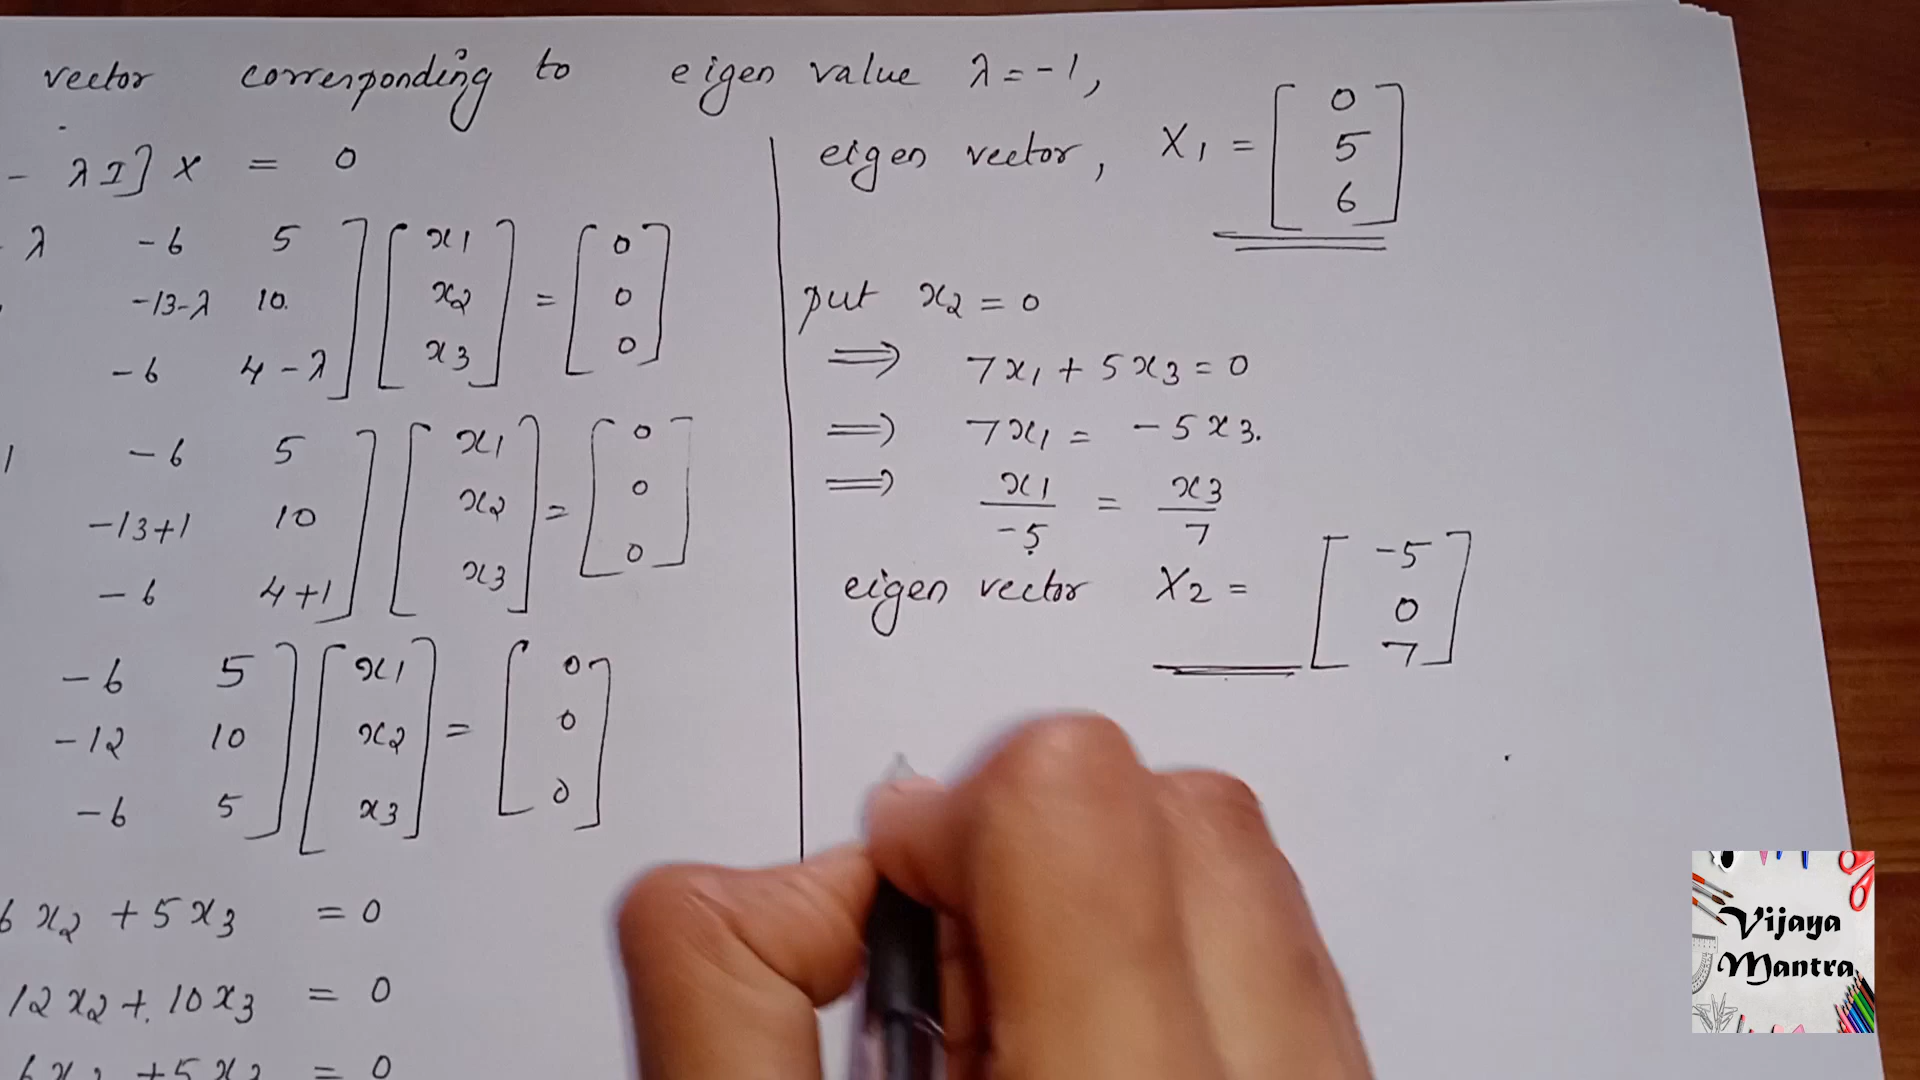 vector corresponding to eigen value λ = -1,
- λI] X = 0
- λ -6 5 ] [ x1 ] = [ 0 ]
-13-λ 10 x2 0
-6 4-λ x3 0
1 -6 5 ] [ x1 ] = [ 0 ]
-13+1 10 x2 0
-6 4+1 x3 0
-6 5 ] [ x1 ] = [ 0 ]
-12 10 x2 0
-6 5 x3 0
6x2 + 5x3 = 0
12x2 + 10x3 = 0
6x2 + 5x3 = 0
eigen vector, X1 = [ 0
5
6 ]
put x2 = 0
⟹ 7x1 + 5x3 = 0
⟹ 7x1 = -5x3.
⟹ x1/-5 = x3/7
eigen vector X2 = [ -5
0
7 ]
Vijaya
Mantra